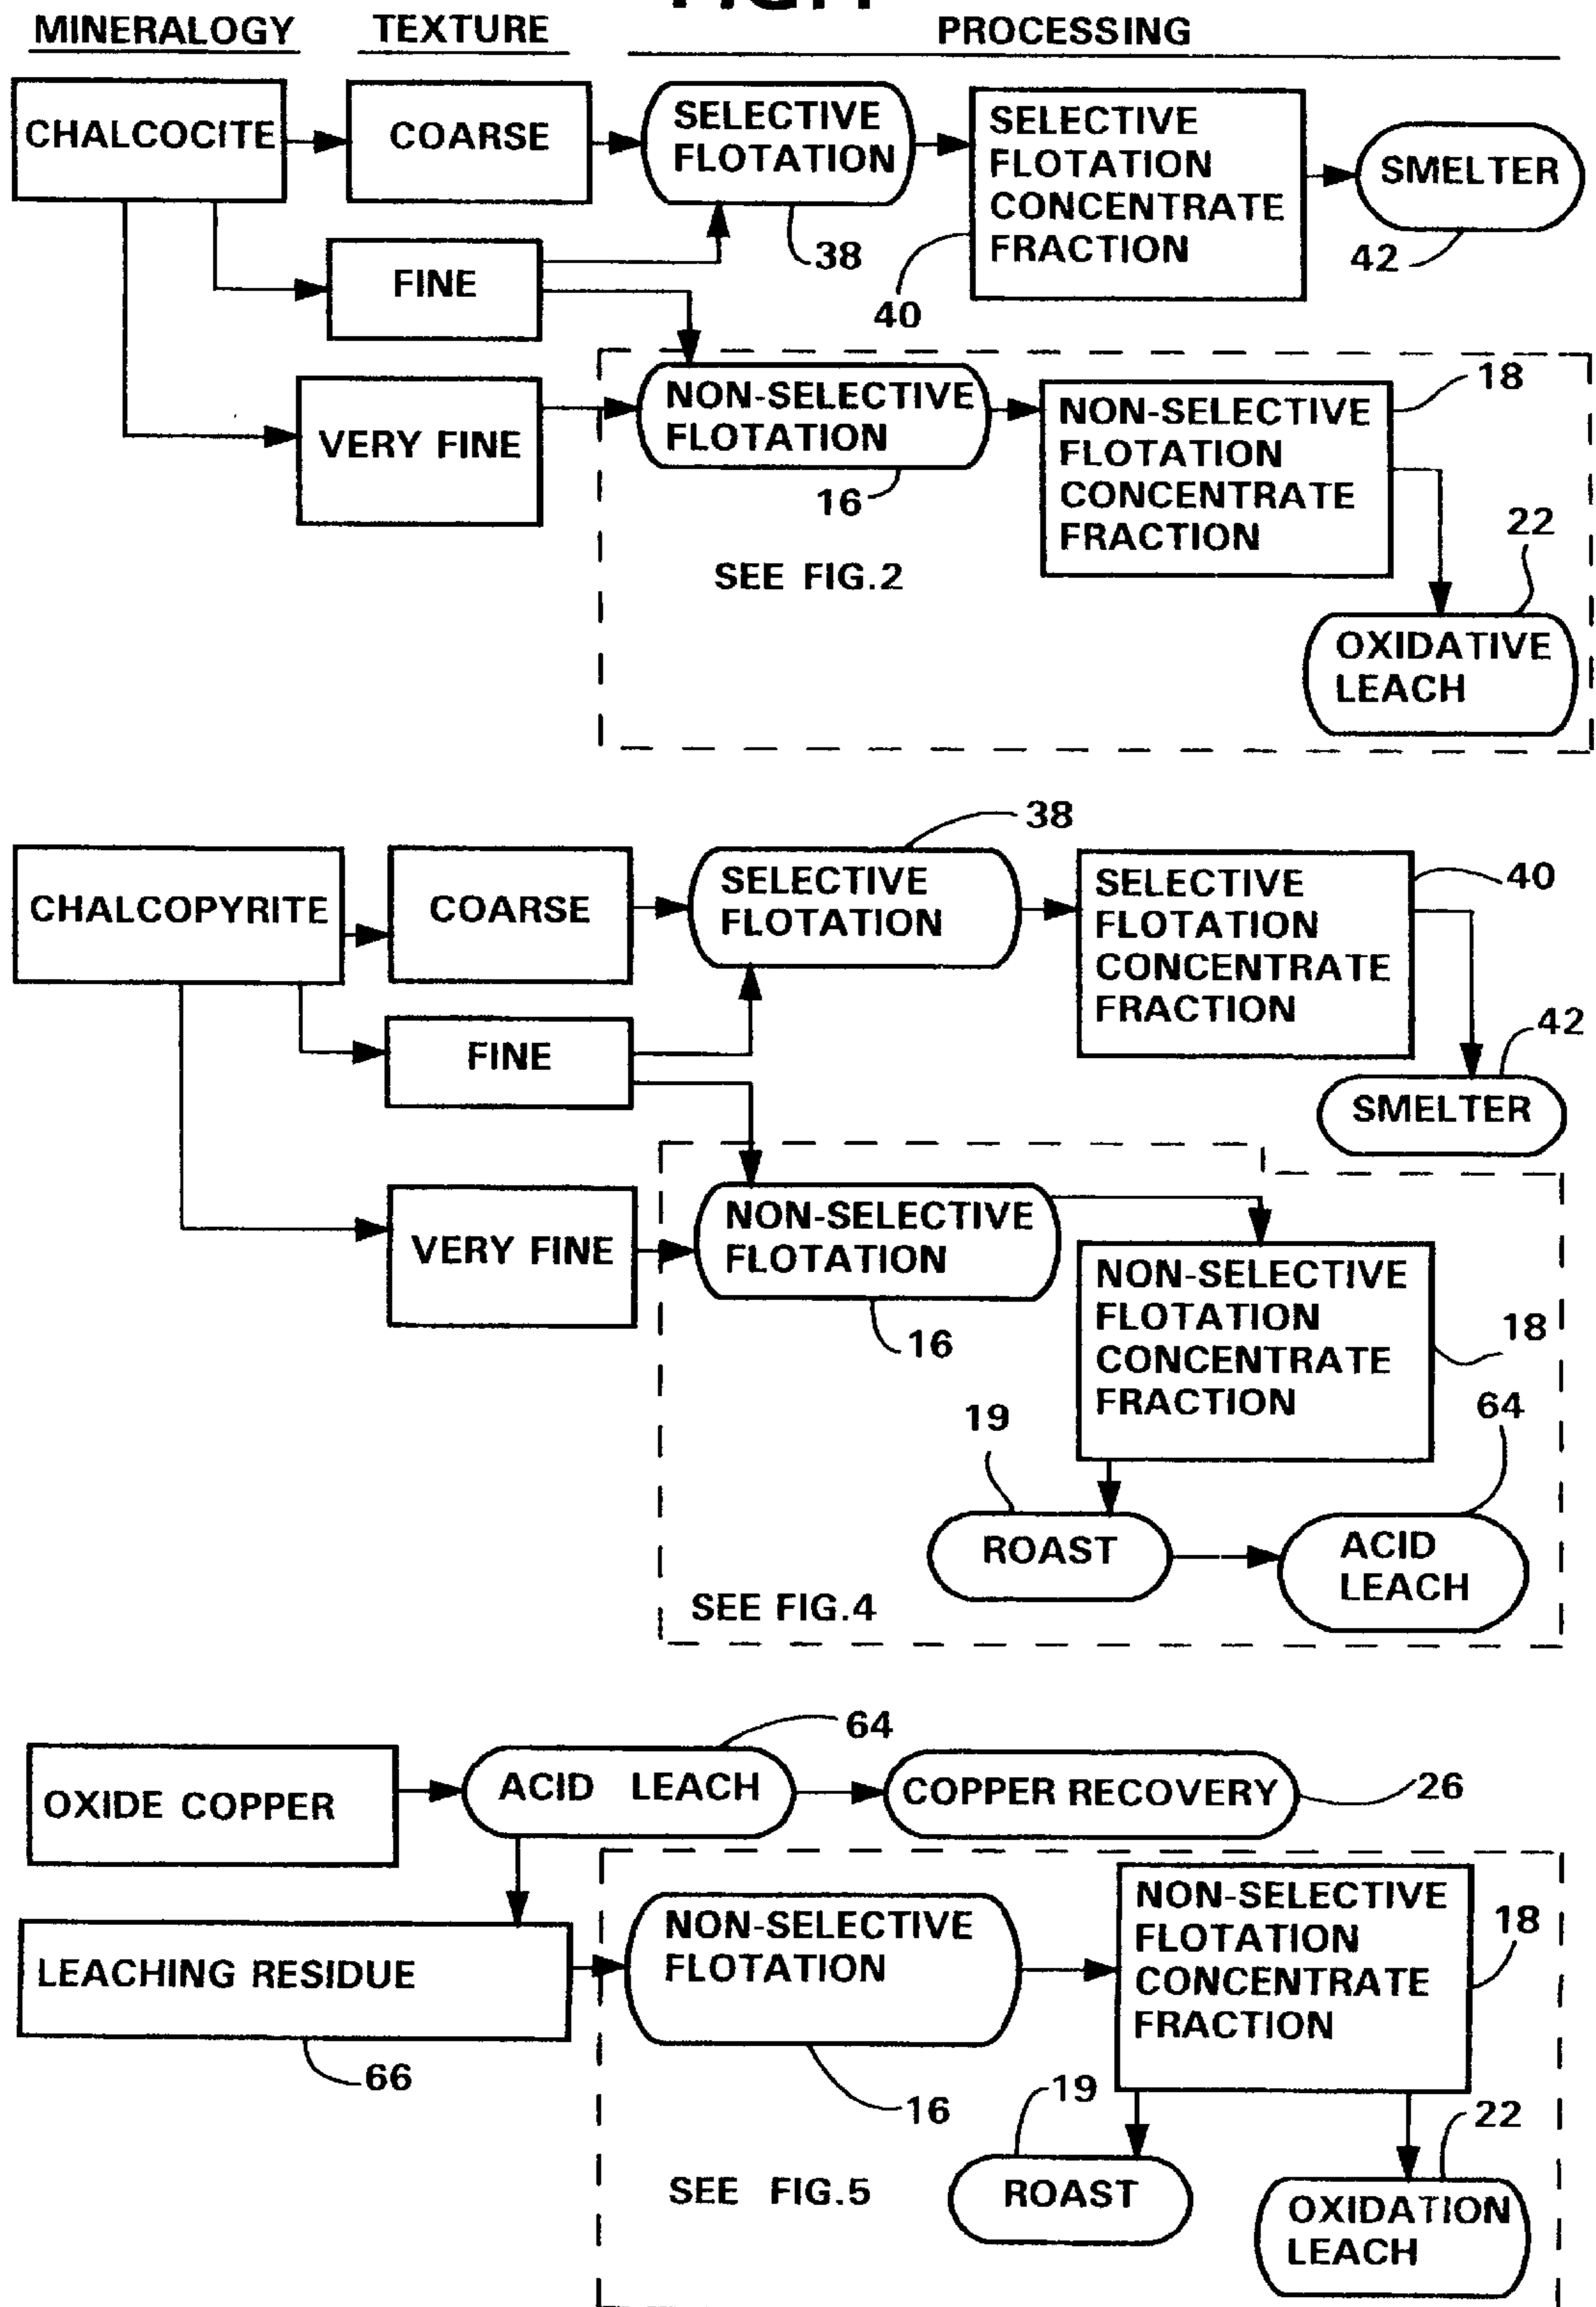 MINERALOGY TEXTURE PROCESSING
CHALCOCITE
COARSE
SELECTIVE
FLOTATION
38
SELECTIVE
FLOTATION
CONCENTRATE
FRACTION
40
SMELTER
42
FINE
VERY FINE
NON-SELECTIVE
FLOTATION
16
NON-SELECTIVE
FLOTATION
CONCENTRATE
FRACTION
18
SEE FIG.2
22
OXIDATIVE
LEACH
CHALCOPYRITE
COARSE
SELECTIVE
FLOTATION
38
SELECTIVE
FLOTATION
CONCENTRATE
FRACTION
40
42
SMELTER
FINE
VERY FINE
NON-SELECTIVE
FLOTATION
16
NON-SELECTIVE
FLOTATION
CONCENTRATE
FRACTION
18
19
ROAST
64
ACID
LEACH
SEE FIG.4
OXIDE COPPER
64
ACID LEACH
COPPER RECOVERY
26
LEACHING RESIDUE
66
NON-SELECTIVE
FLOTATION
16
NON-SELECTIVE
FLOTATION
CONCENTRATE
FRACTION
18
19
ROAST
22
OXIDATION
LEACH
SEE FIG.5